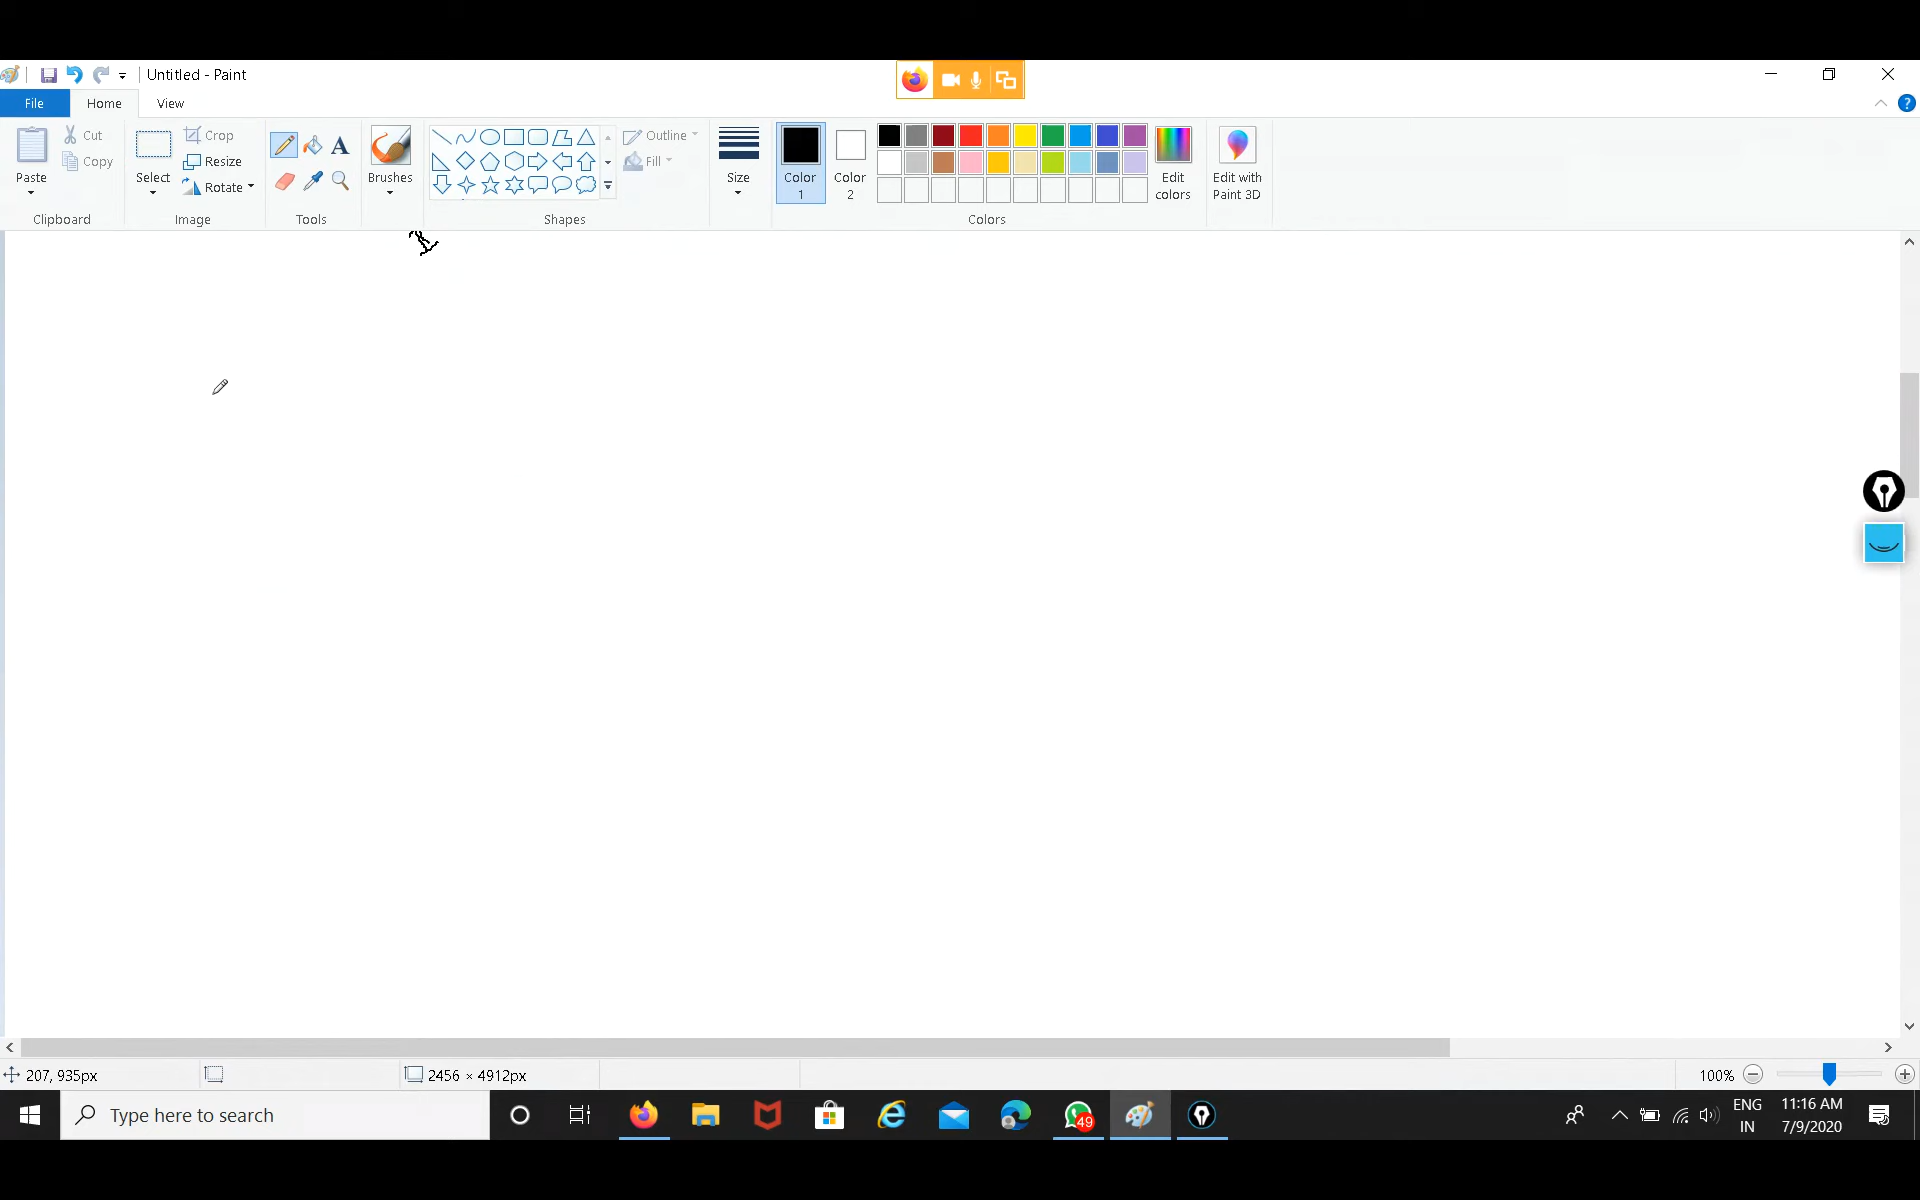 Untitled - Paint
File Home View
Paste Cut Copy Clipboard
Select Crop Resize Rotate Image
Tools
Brushes
Shapes
Outline Fill
Size
Color 1 Color 2
Edit colors
Colors
Edit with Paint 3D
207, 935px 2456 × 4912px 100%
Type here to search 49 ENG IN 11:16 AM 7/9/2020